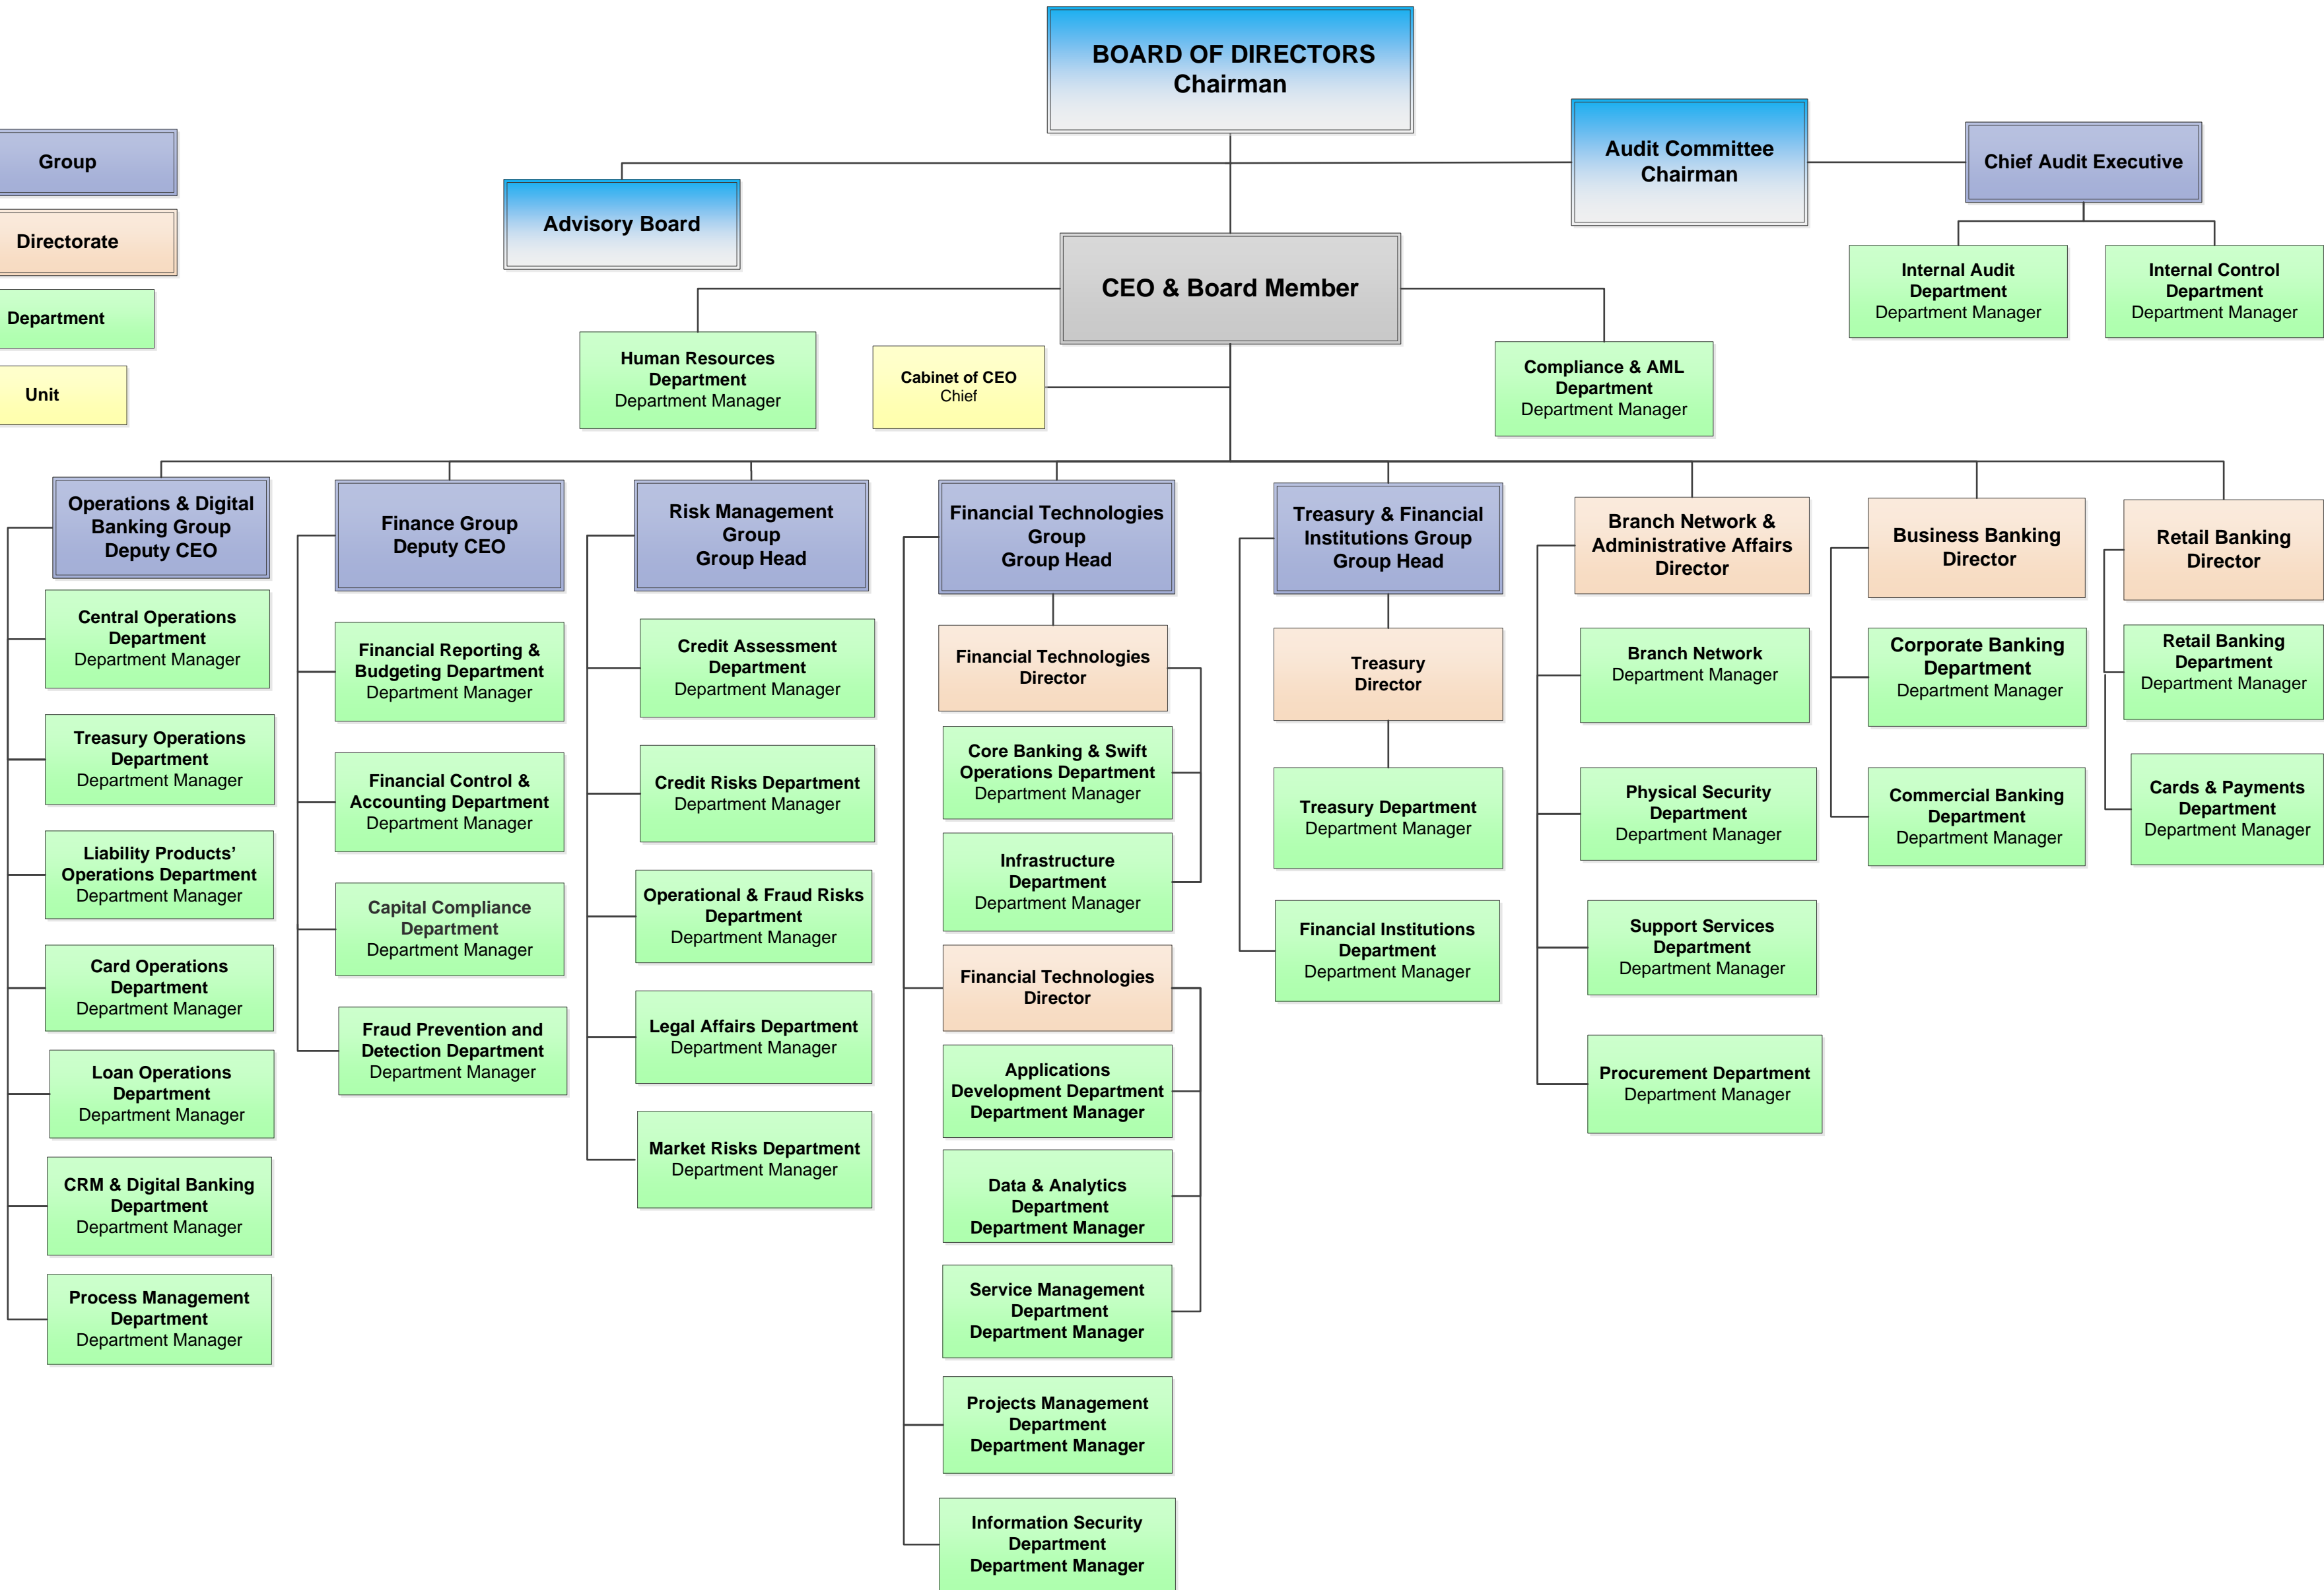 BOARD OF DIRECTORS
Chairman
Audit Committee
Chairman
Chief Audit Executive
Group
Directorate
Department
Unit
Advisory Board
CEO & Board Member
Internal Audit
Department
Department Manager
Internal Control
Department
Department Manager
Human Resources
Department
Department Manager
Cabinet of CEO
Chief
Compliance & AML
Department
Department Manager
Operations & Digital
Banking Group
Deputy CEO
Central Operations
Department
Department Manager
Treasury Operations
Department
Department Manager
Liability Products’
Operations Department
Department Manager
Card Operations
Department
Department Manager
Loan Operations
Department
Department Manager
CRM & Digital Banking
Department
Department Manager
Process Management
Department
Department Manager
Finance Group
Deputy CEO
Financial Reporting &
Budgeting Department
Department Manager
Financial Control &
Accounting Department
Department Manager
Capital Compliance
Department
Department Manager
Fraud Prevention and
Detection Department
Department Manager
Risk Management
Group
Group Head
Credit Assessment
Department
Department Manager
Credit Risks Department
Department Manager
Operational & Fraud Risks
Department
Department Manager
Legal Affairs Department
Department Manager
Market Risks Department
Department Manager
Financial Technologies
Group
Group Head
Financial Technologies
Director
Core Banking & Swift
Operations Department
Department Manager
Infrastructure
Department
Department Manager
Financial Technologies
Director
Applications
Development Department
Department Manager
Data & Analytics
Department
Department Manager
Service Management
Department
Department Manager
Projects Management
Department
Department Manager
Information Security
Department
Department Manager
Treasury & Financial
Institutions Group
Group Head
Treasury
Director
Treasury Department
Department Manager
Financial Institutions
Department
Department Manager
Branch Network &
Administrative Affairs
Director
Branch Network
Department Manager
Physical Security
Department
Department Manager
Support Services
Department
Department Manager
Procurement Department
Department Manager
Business Banking
Director
Corporate Banking
Department
Department Manager
Commercial Banking
Department
Department Manager
Retail Banking
Director
Retail Banking
Department
Department Manager
Cards & Payments
Department
Department Manager